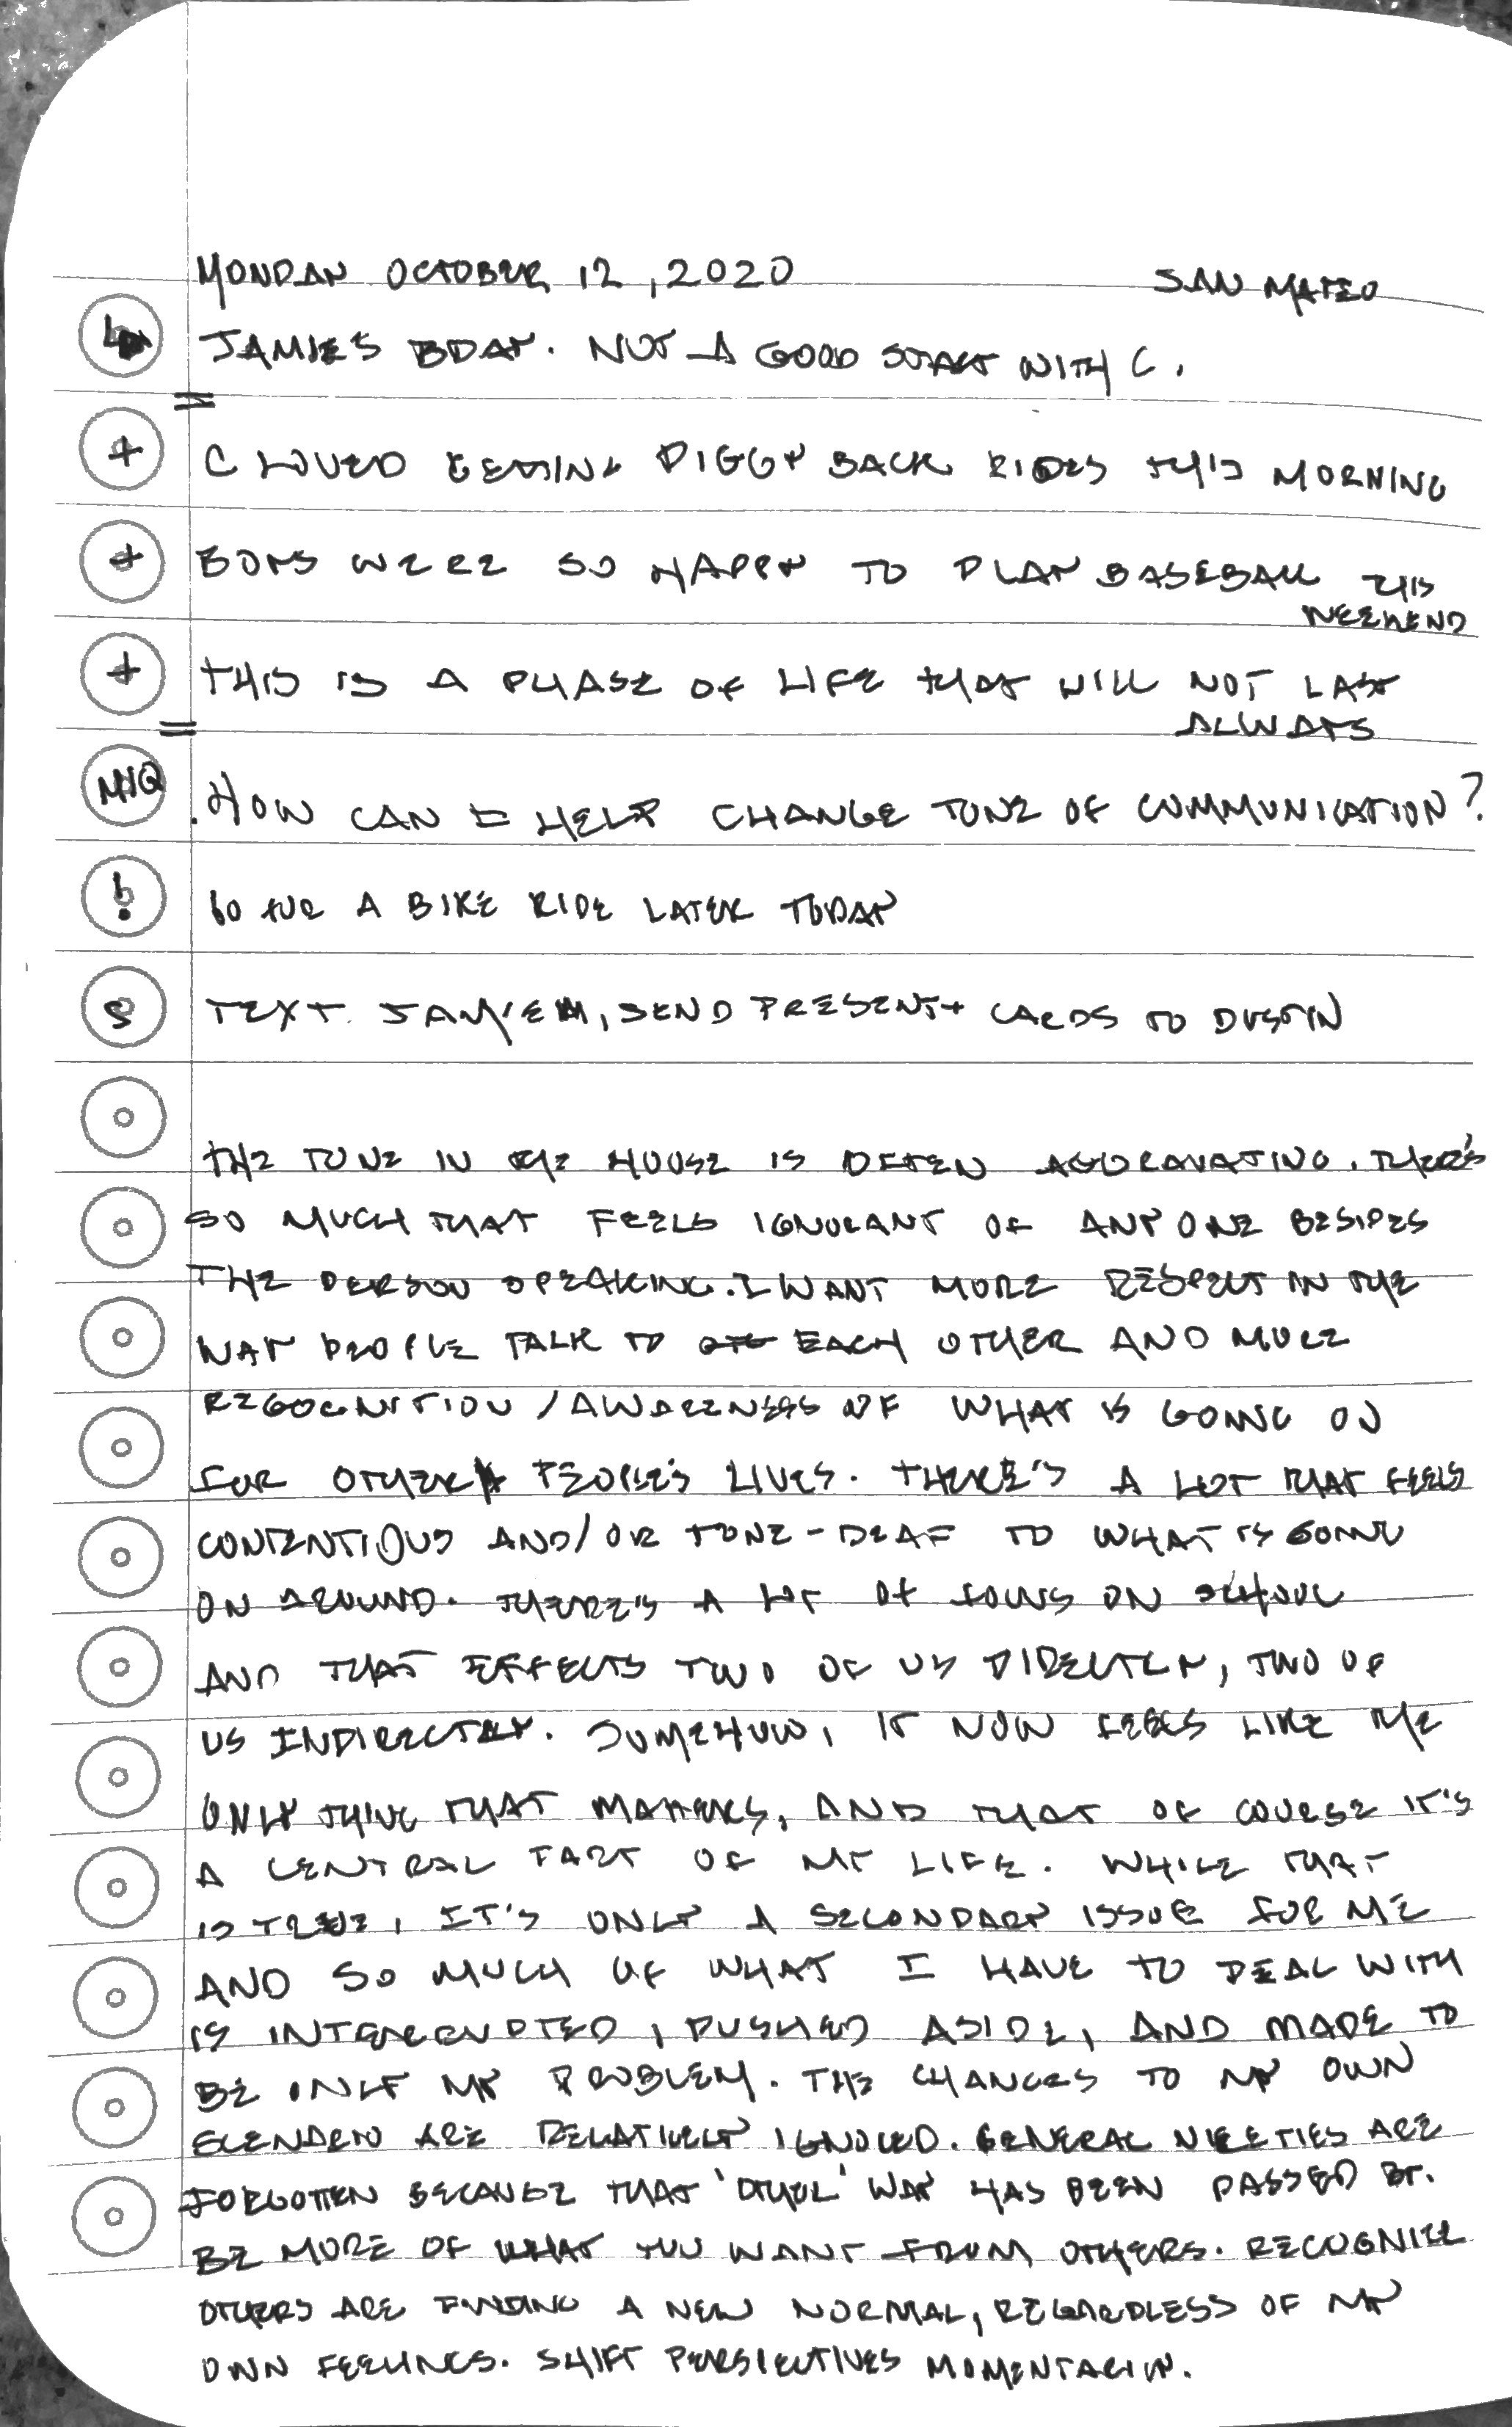 MONDAY OCTOBER 12, 2020 SAN MATEO
JAMIE'S BDAY. NOT A GOOD START WITH C.
=
+ C LOVED GETTING PIGGY BACK RIDES THIS MORNING
+ BOYS WERE SO HAPPY TO PLAY BASEBALL THIS
WEEKEND
+ THIS IS A PHASE OF LIFE THAT WILL NOT LAST
ALWAYS
=
MIQ .HOW CAN I HELP CHANGE TONE OF COMMUNICATION?
! GO FOR A BIKE RIDE LATER TODAY
S TEXT JAMIE M, SEND PRESENT + CARDS TO DUSTIN
THE TONE IN THE HOUSE IS OFTEN AGGRAVATING. THERE'S
SO MUCH THAT FEELS IGNORANT OF ANYONE BESIDES
THE PERSON SPEAKING. I WANT MORE RESPECT IN THE
WAY PEOPLE TALK TO EACH OTHER AND MORE
REGOGNITION / AWARENESS OF WHAT IS GOING ON
FOR OTHER PEOPLE'S LIVES. THERE'S A LOT THAT FEELS
CONTENTIOUS AND/OR TONE-DEAF TO WHAT IS GOING
ON AROUND. THERE'S A LOT OF FOCUS ON SCHOOL
AND THAT EFFECTS TWO OF US DIRECTLY, TWO OF
US INDIRECTLY. SOMEHOW, IT NOW FEELS LIKE THE
ONLY THING THAT MATTERS, AND THAT OF COURSE IT'S
A CENTRAL PART OF MY LIFE. WHILE THAT
IS TRUE, IT'S ONLY A SECONDARY ISSUE FOR ME
AND SO MUCH OF WHAT I HAVE TO DEAL WITH
IS INTERRUPTED, PUSHED ASIDE, AND MADE TO
BE ONLY MY PROBLEM. THE CHANGES TO MY OWN
SCENARIO ARE RELATIVELY IGNORED. GENERAL NICETIES ARE
FORGOTTEN BECAUSE THAT 'OTHER' WAY HAS BEEN PASSED BY.
BE MORE OF WHAT YOU WANT FROM OTHERS. RECOGNIZE
OTHERS ARE FINDING A NEW NORMAL, REGARDLESS OF MY
OWN FEELINGS. SHIFT PERSPECTIVES MOMENTARILY.